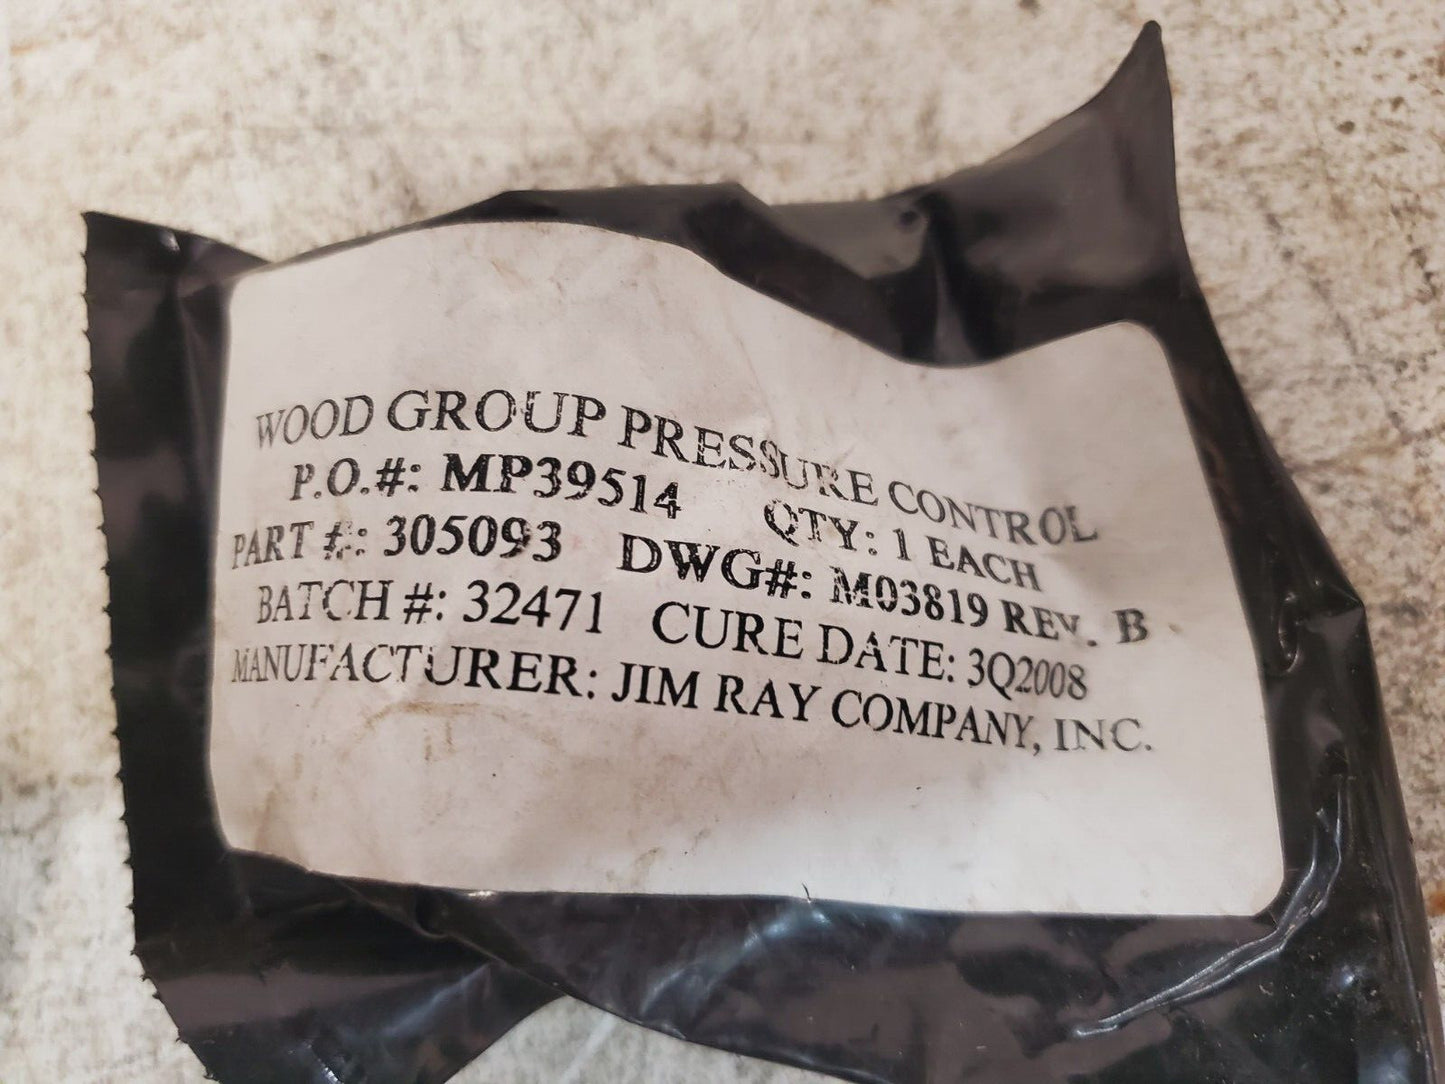 WOOD GROUP PRESSURE CONTROL
P.O.#: MP39514 QTY: 1 EACH
PART #: 305093 DWG#: M03819 REV. B
BATCH #: 32471 CURE DATE: 3Q2008
MANUFACTURER: JIM RAY COMPANY, INC.